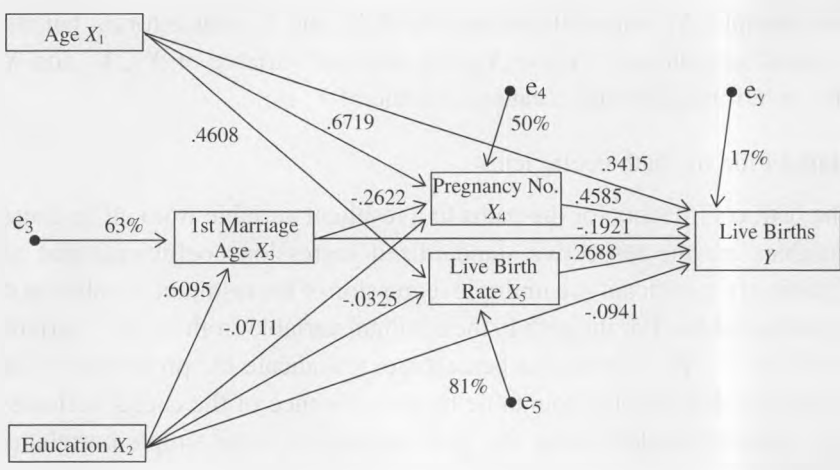 Age X₁
e₄
50%
eᵧ
17%
.4608
.6719
.3415
-.2622
Pregnancy No.
X₄
.4585
-.1921
e₃
63%
1st Marriage
Age X₃
Live Births
Y
Live Birth
Rate X₅
.2688
.6095
-.0325
-.0711
-.0941
81%
e₅
Education X₂